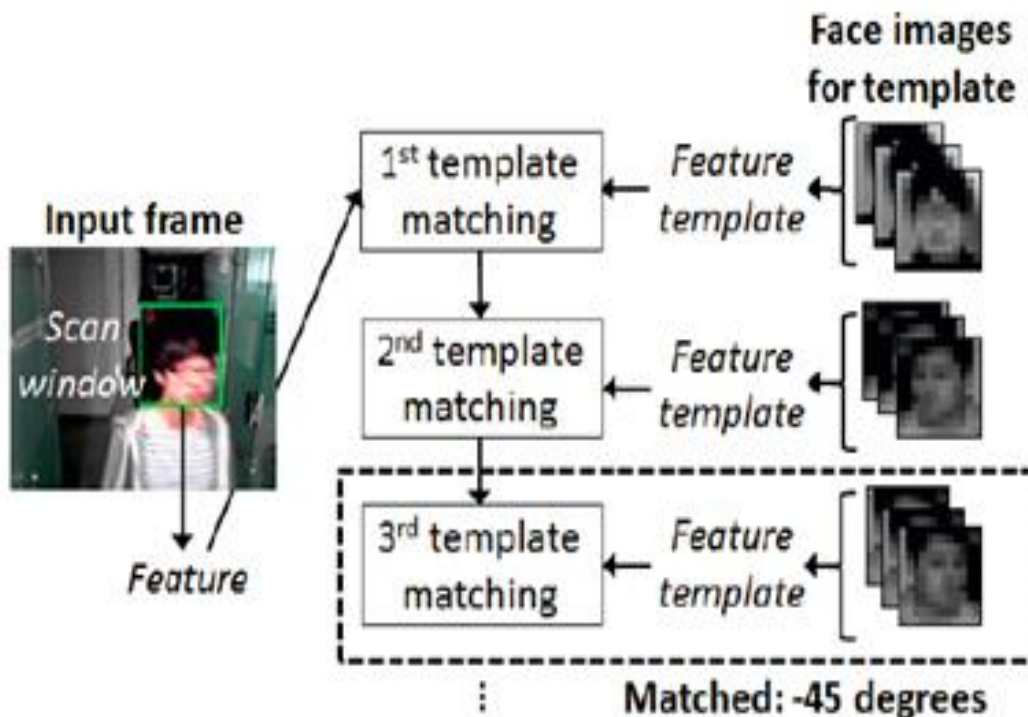 Face images
for template
1st template
matching
Feature
template
Input frame
Scan
window
2nd template
matching
Feature
template
3rd template
matching
Feature
template
Feature
⋮
Matched: -45 degrees